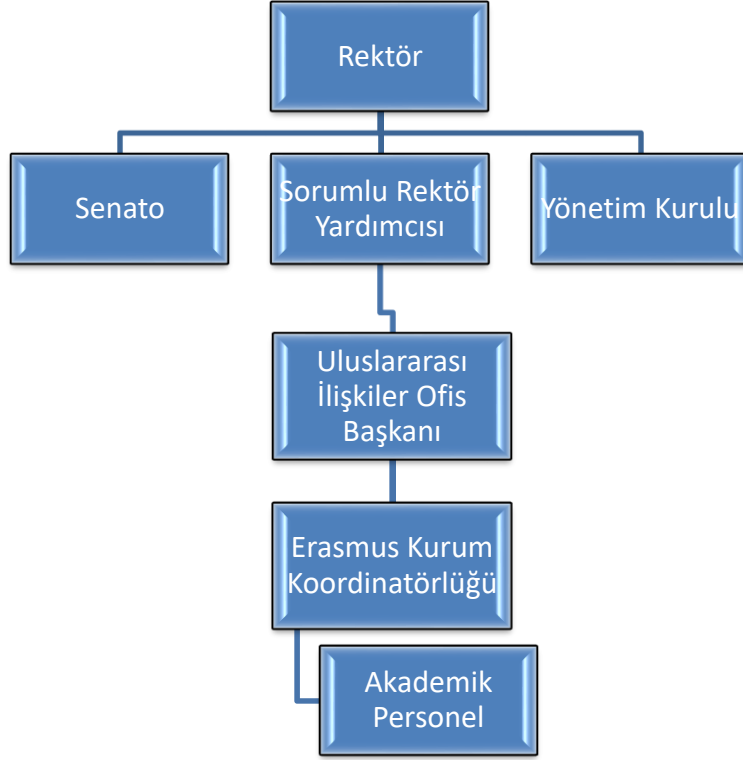 Rektör
Senato
Sorumlu Rektör
Yardımcısı
Yönetim Kurulu
Uluslararası
İlişkiler Ofis
Başkanı
Erasmus Kurum
Koordinatörlüğü
Akademik
Personel